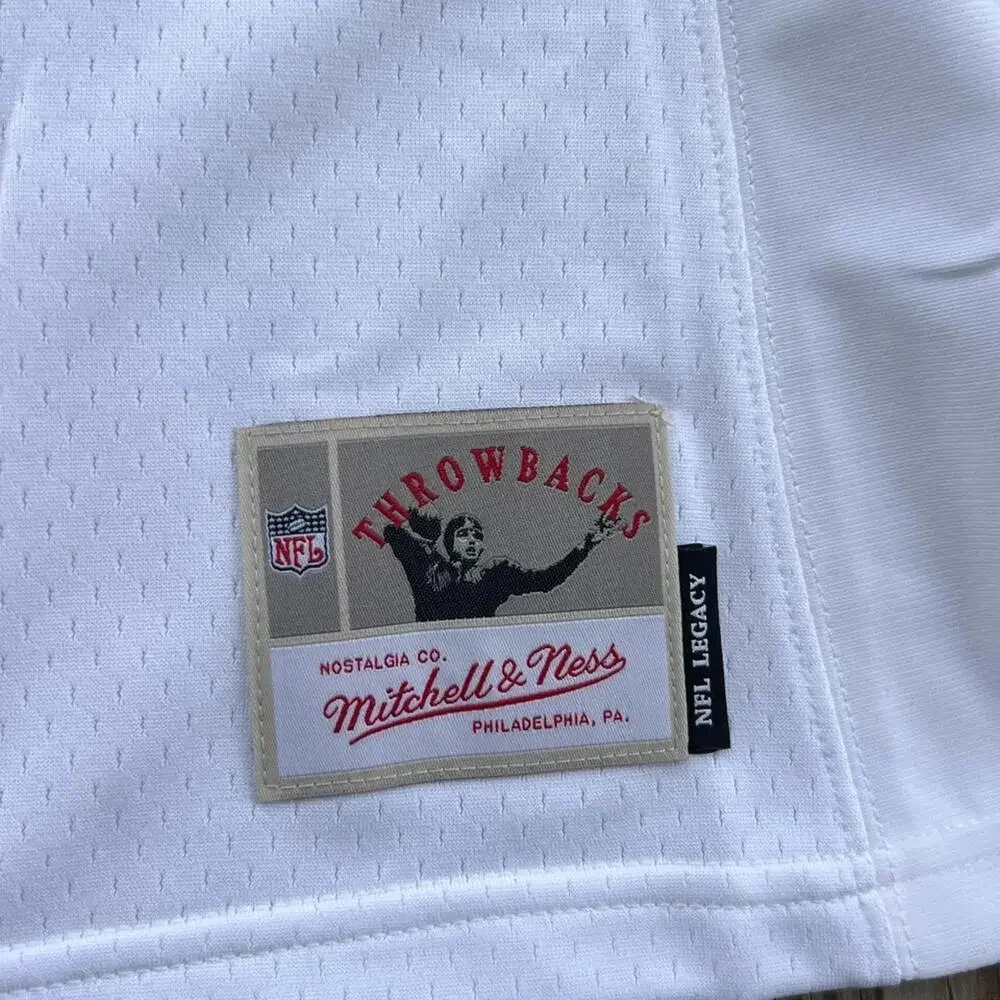 THROWBACKS
NFL
NOSTALGIA CO.
Mitchell & Ness
PHILADELPHIA, PA.
NFL LEGACY